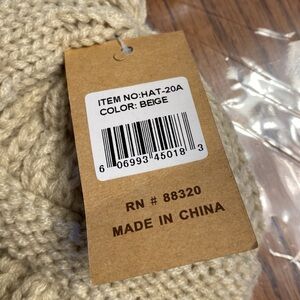 ITEM NO:HAT-20A
COLOR: BEIGE
6 06993 45018 3
RN # 88320
MADE IN CHINA